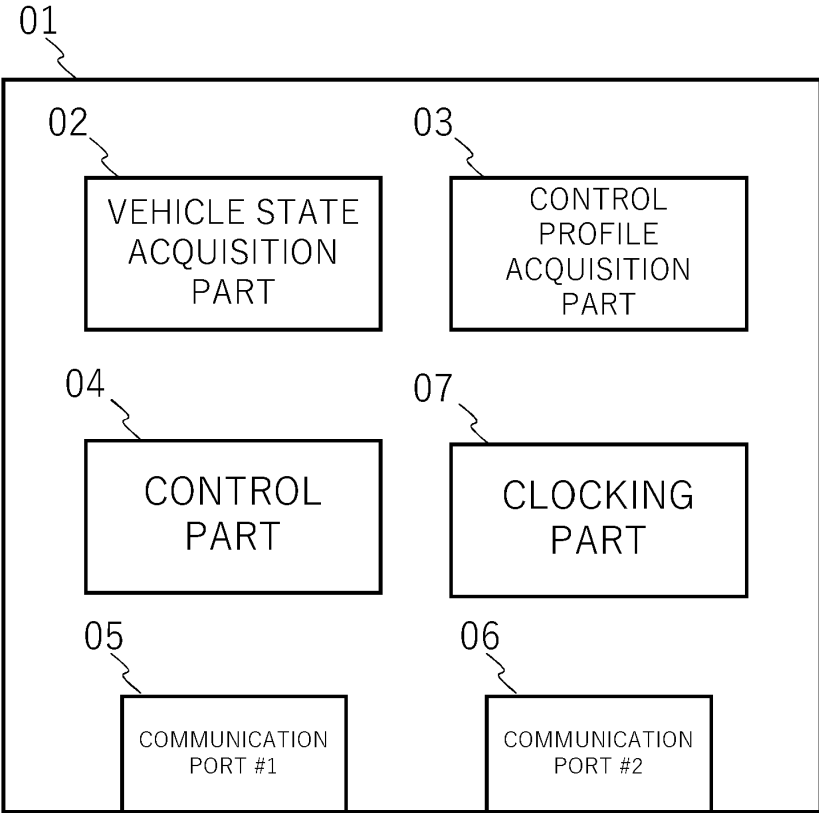 01
02
VEHICLE STATE
ACQUISITION
PART
03
CONTROL
PROFILE
ACQUISITION
PART
04
CONTROL
PART
07
CLOCKING
PART
05
COMMUNICATION
PORT #1
06
COMMUNICATION
PORT #2